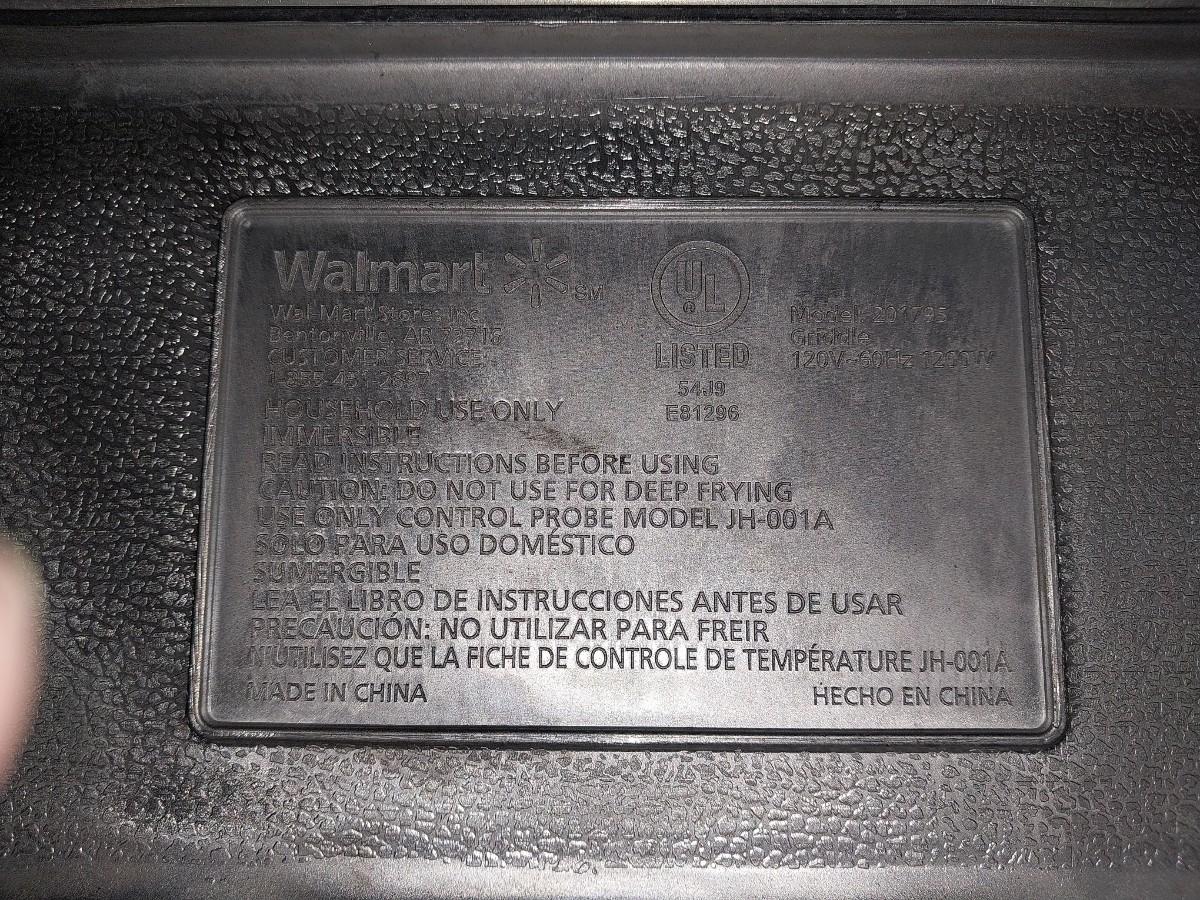 Walmart SM
Wal-Mart Stores, Inc.
Bentonville, AR 72716
CUSTOMER SERVICE
HOUSEHOLD USE ONLY
IMMERSIBLE
READ INSTRUCTIONS BEFORE USING
CAUTION: DO NOT USE FOR DEEP FRYING
USE ONLY CONTROL PROBE MODEL JH-001A
SÓLO PARA USO DOMÉSTICO
SUMERGIBLE
LEA EL LIBRO DE INSTRUCCIONES ANTES DE USAR
PRECAUCIÓN: NO UTILIZAR PARA FREIR
N'UTILISEZ QUE LA FICHE DE CONTROLE DE TEMPÉRATURE JH-001A
MADE IN CHINA
UL ®
LISTED
54J9
E81296
Model: 201795
Griddle
120V~60Hz 1200W
HECHO EN CHINA